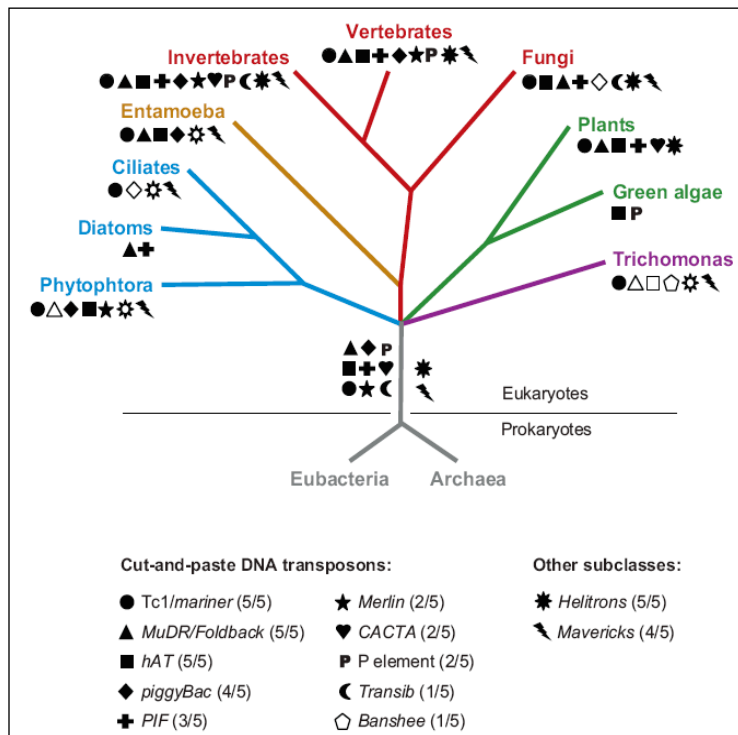 Vertebrates
Invertebrates
Fungi
P
P
Entamoeba
Plants
Ciliates
Green algae
P
Diatoms
Trichomonas
Phytophtora
P
Eukaryotes
Prokaryotes
Eubacteria
Archaea
Cut-and-paste DNA transposons:
Other subclasses:
Tc1/mariner (5/5)
Merlin (2/5)
Helitrons (5/5)
MuDR/Foldback (5/5)
CACTA (2/5)
Mavericks (4/5)
hAT (5/5)
P P element (2/5)
piggyBac (4/5)
Transib (1/5)
PIF (3/5)
Banshee (1/5)